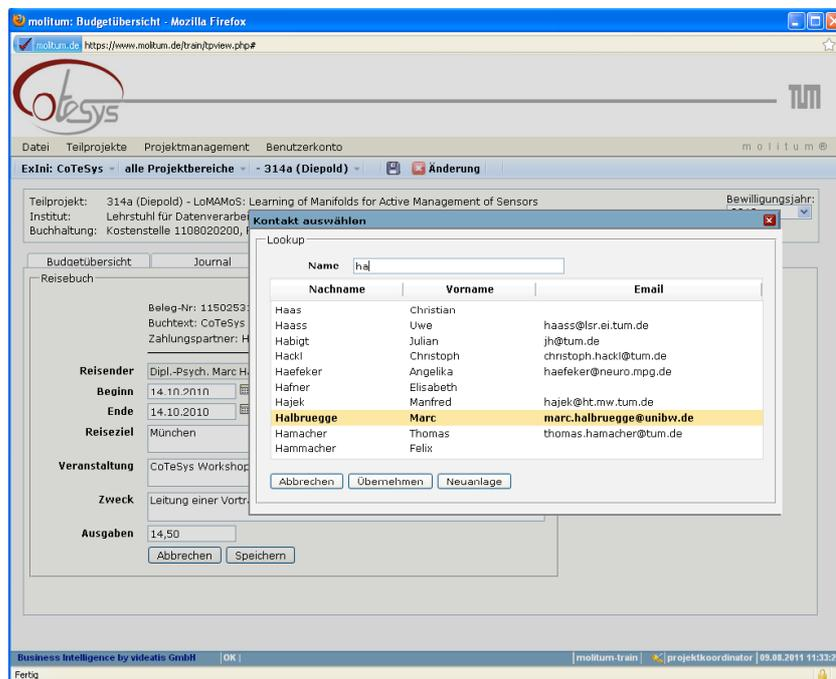 molitum: Budgetübersicht - Mozilla Firefox
molitum.de https://www.molitum.de/train/tpview.php#
CoTeSys
TUM
Datei Teilprojekte Projektmanagement Benutzerkonto molitum®
ExIni: CoTeSys alle Projektbereiche - 314a (Diepold) Änderung
Teilprojekt: 314a (Diepold) - LoMAMoS: Learning of Manifolds for Active Management of Sensors
Bewilligungsjahr:
Institut: Lehrstuhl für Datenverarbei
Buchhaltung: Kostenstelle 1108020200,
Budgetübersicht Journal
Reisebuch
Beleg-Nr: 11502531
Buchtext: CoTeSys
Zahlungspartner: H
Reisender Dipl.-Psych. Marc Ha
Beginn 14.10.2010
Ende 14.10.2010
Reiseziel München
Veranstaltung CoTeSys Workshop
Zweck Leitung einer Vortra
Ausgaben 14,50
Abbrechen Speichern
Kontakt auswählen
Lookup
Name ha
Nachname Vorname Email
Haas Christian
Haass Uwe haass@lsr.ei.tum.de
Habigt Julian jh@tum.de
Hackl Christoph christoph.hackl@tum.de
Haefeker Angelika haefeker@neuro.mpg.de
Hafner Elisabeth
Hajek Manfred hajek@ht.mw.tum.de
Halbruegge Marc marc.halbruegge@unibw.de
Hamacher Thomas thomas.hamacher@tum.de
Hammacher Felix
Abbrechen Übernehmen Neuanlage
Business Intelligence by videatis GmbH |OK| |molitum-train| projektkoordinator |09.08.2011 11:33:2
Fertig